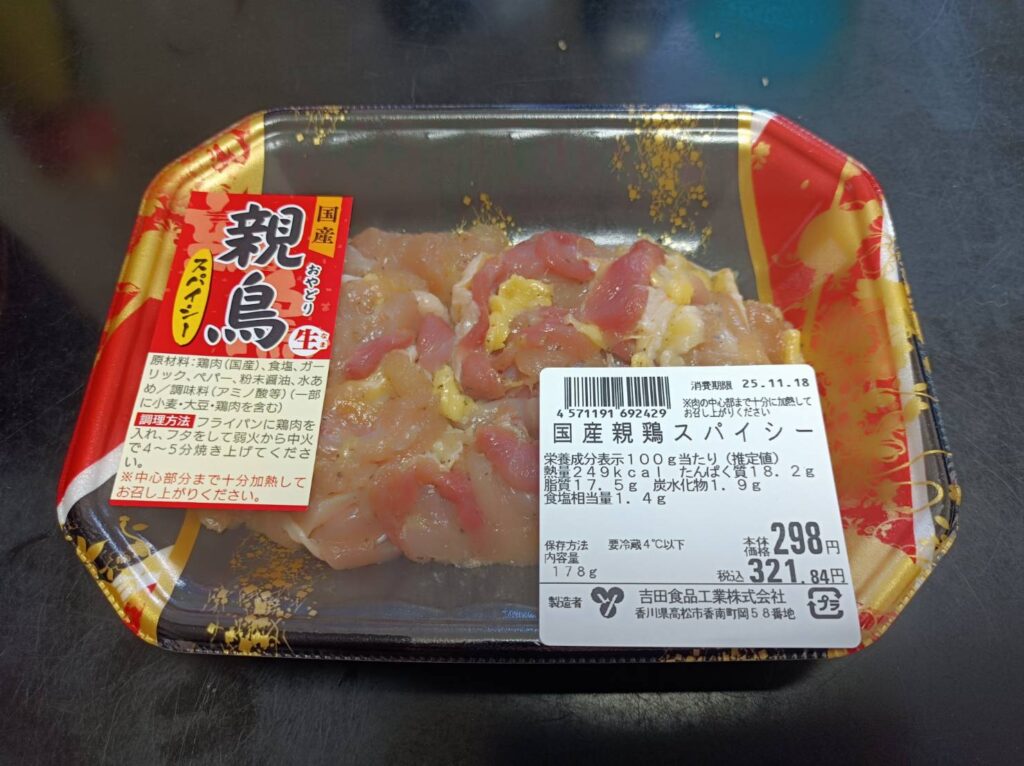 国産
親鳥
おやどり
スパイシー
生
なま
原材料:鶏肉(国産)、食塩、ガー
リック、ペパー、粉末醤油、水あ
め/調味料(アミノ酸等)(一部
に小麦・大豆・鶏肉を含む)
調理方法 フライパンに鶏肉を
入れ、フタをして弱火から中火
で4~5分焼き上げてくださ
い。
※中心部分まで十分加熱して
お召し上がりください。
消費期限 25.11.18
4571191692429
※肉の中心部まで十分に加熱して
お召し上がりください
国産親鶏スパイシー
栄養成分表示100g当たり(推定値)
熱量249kcal たんぱく質18.2g
脂質17.5g 炭水化物1.9g
食塩相当量1.4g
保存方法 要冷蔵4℃以下
内容量
178g
本体価格 298円
税込 321.84円
製造者 吉田食品工業株式会社
香川県高松市香南町岡58番地
プラ